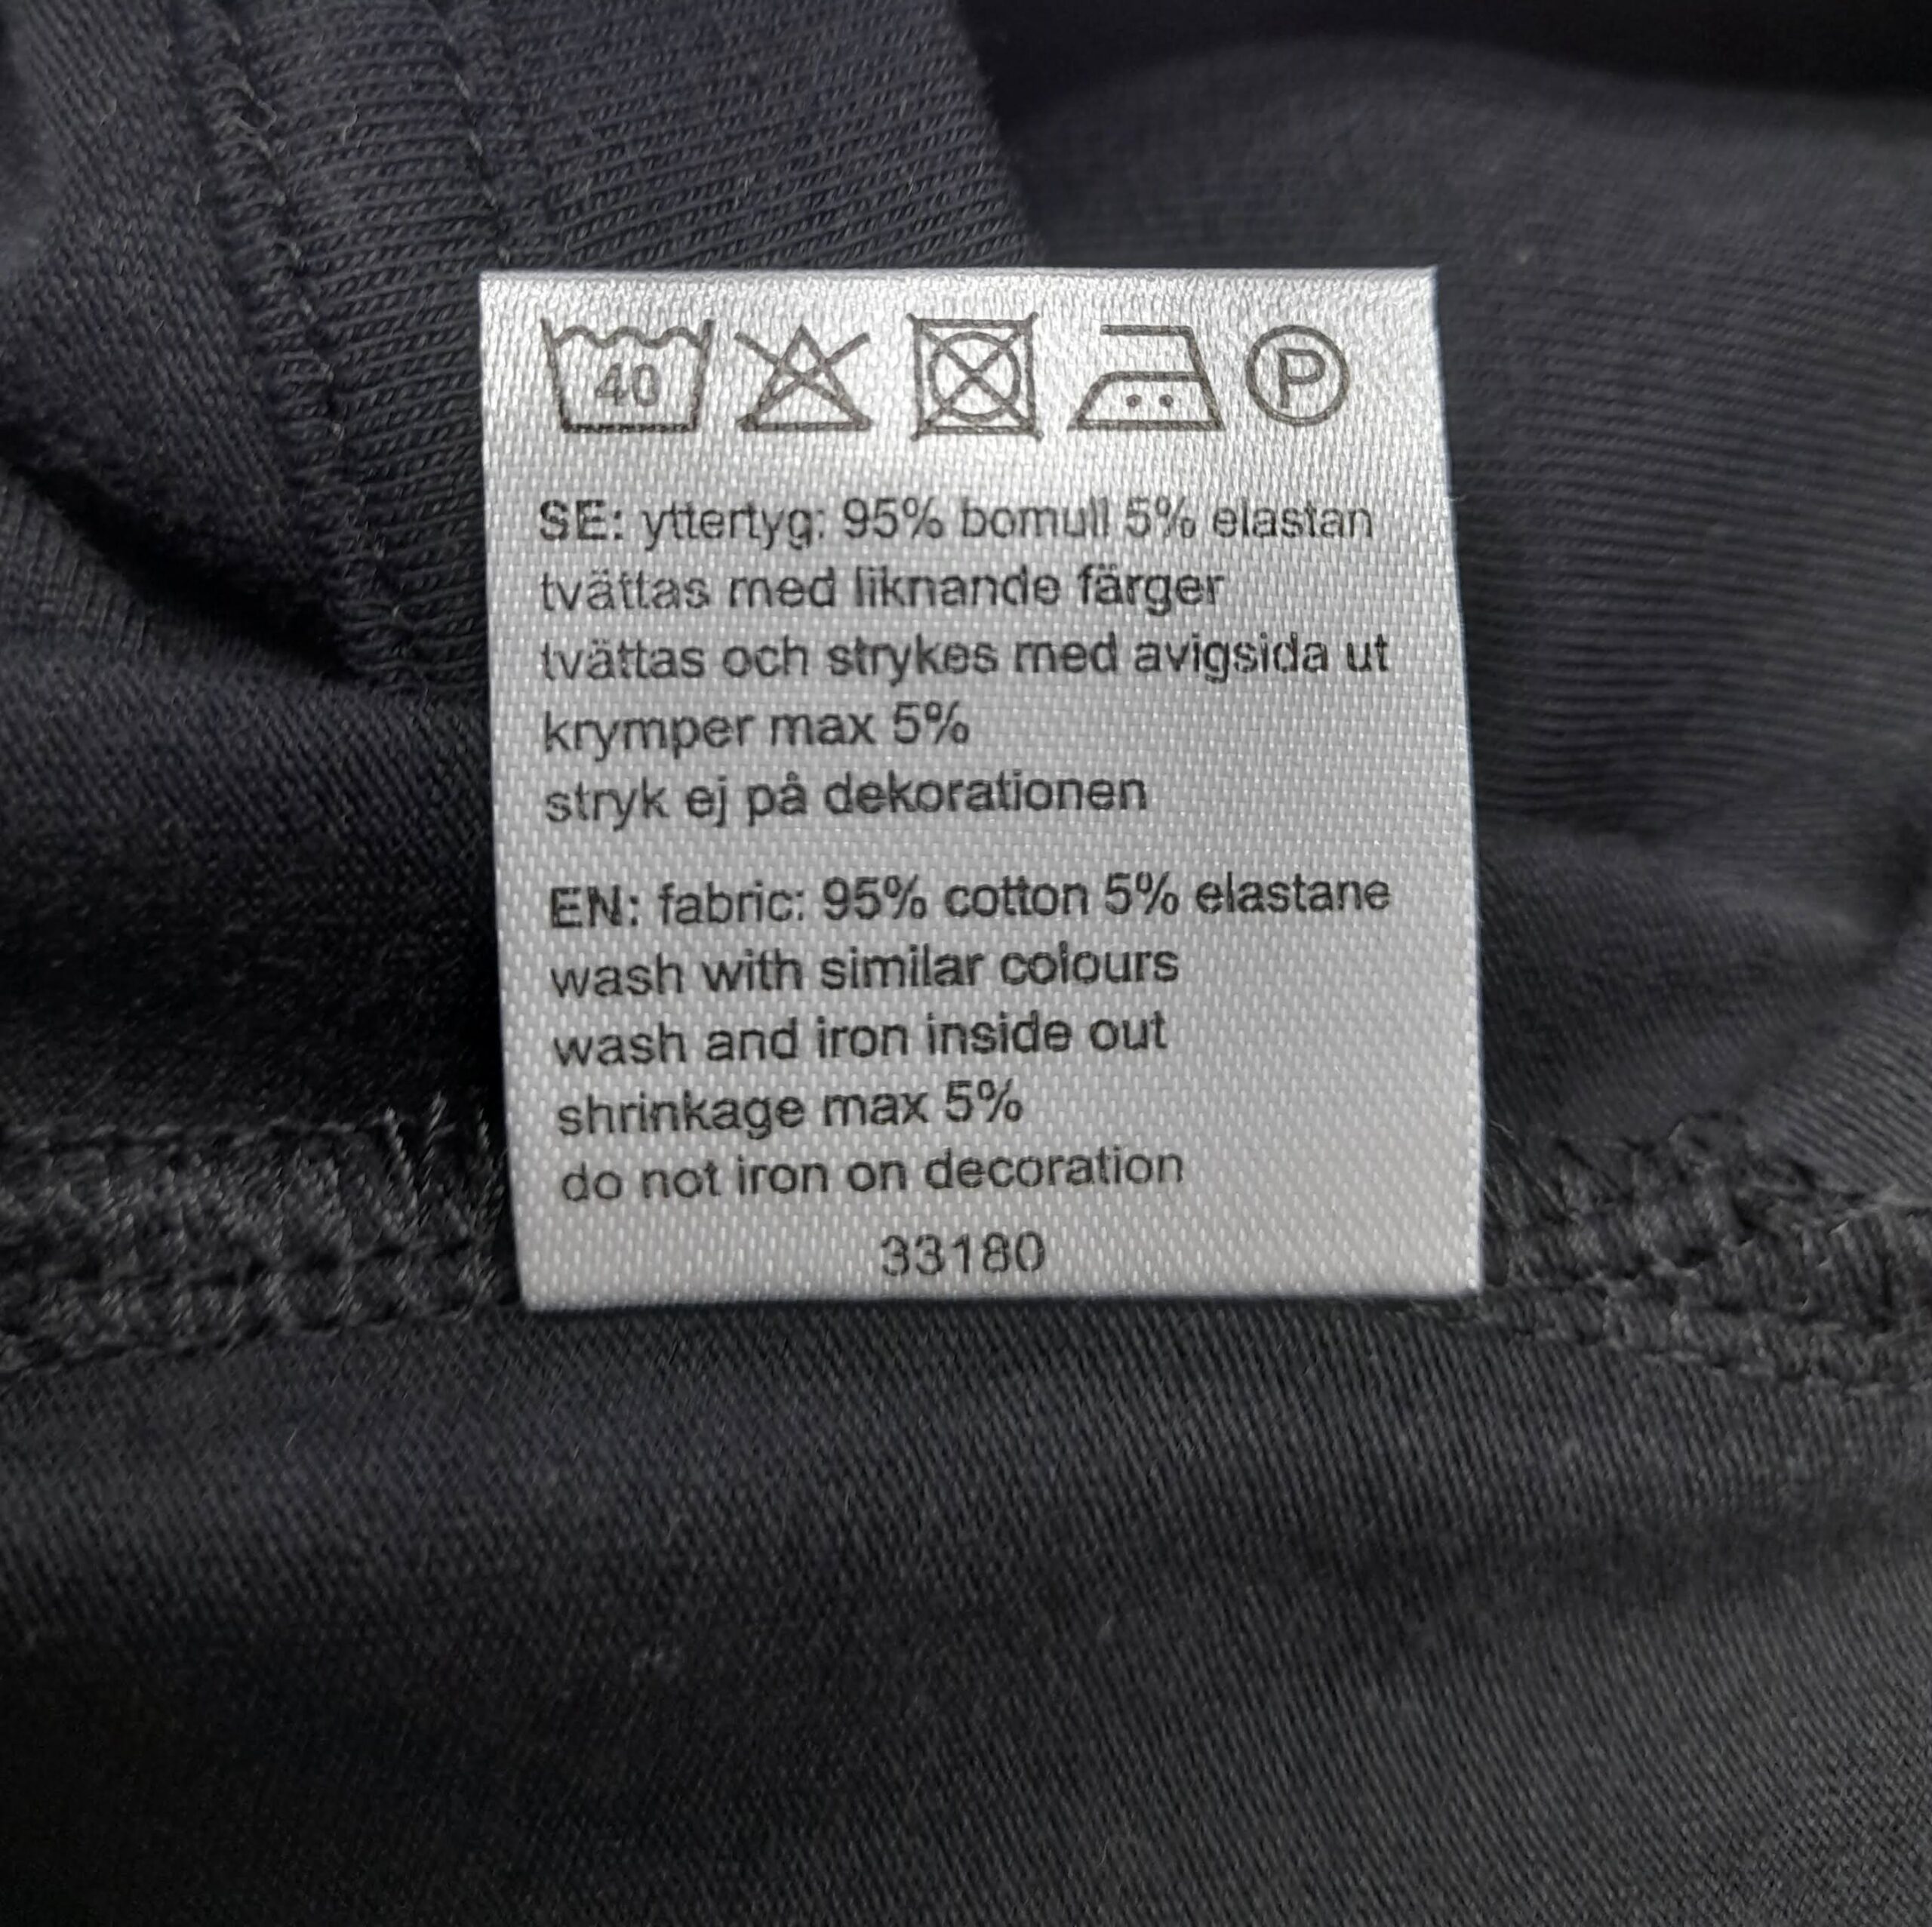 40 P
SE: yttertyg: 95% bomull 5% elastan
tvättas med liknande färger
tvättas och strykes med avigsida ut
krymper max 5%
stryk ej på dekorationen
EN: fabric: 95% cotton 5% elastane
wash with similar colours
wash and iron inside out
shrinkage max 5%
do not iron on decoration
33180